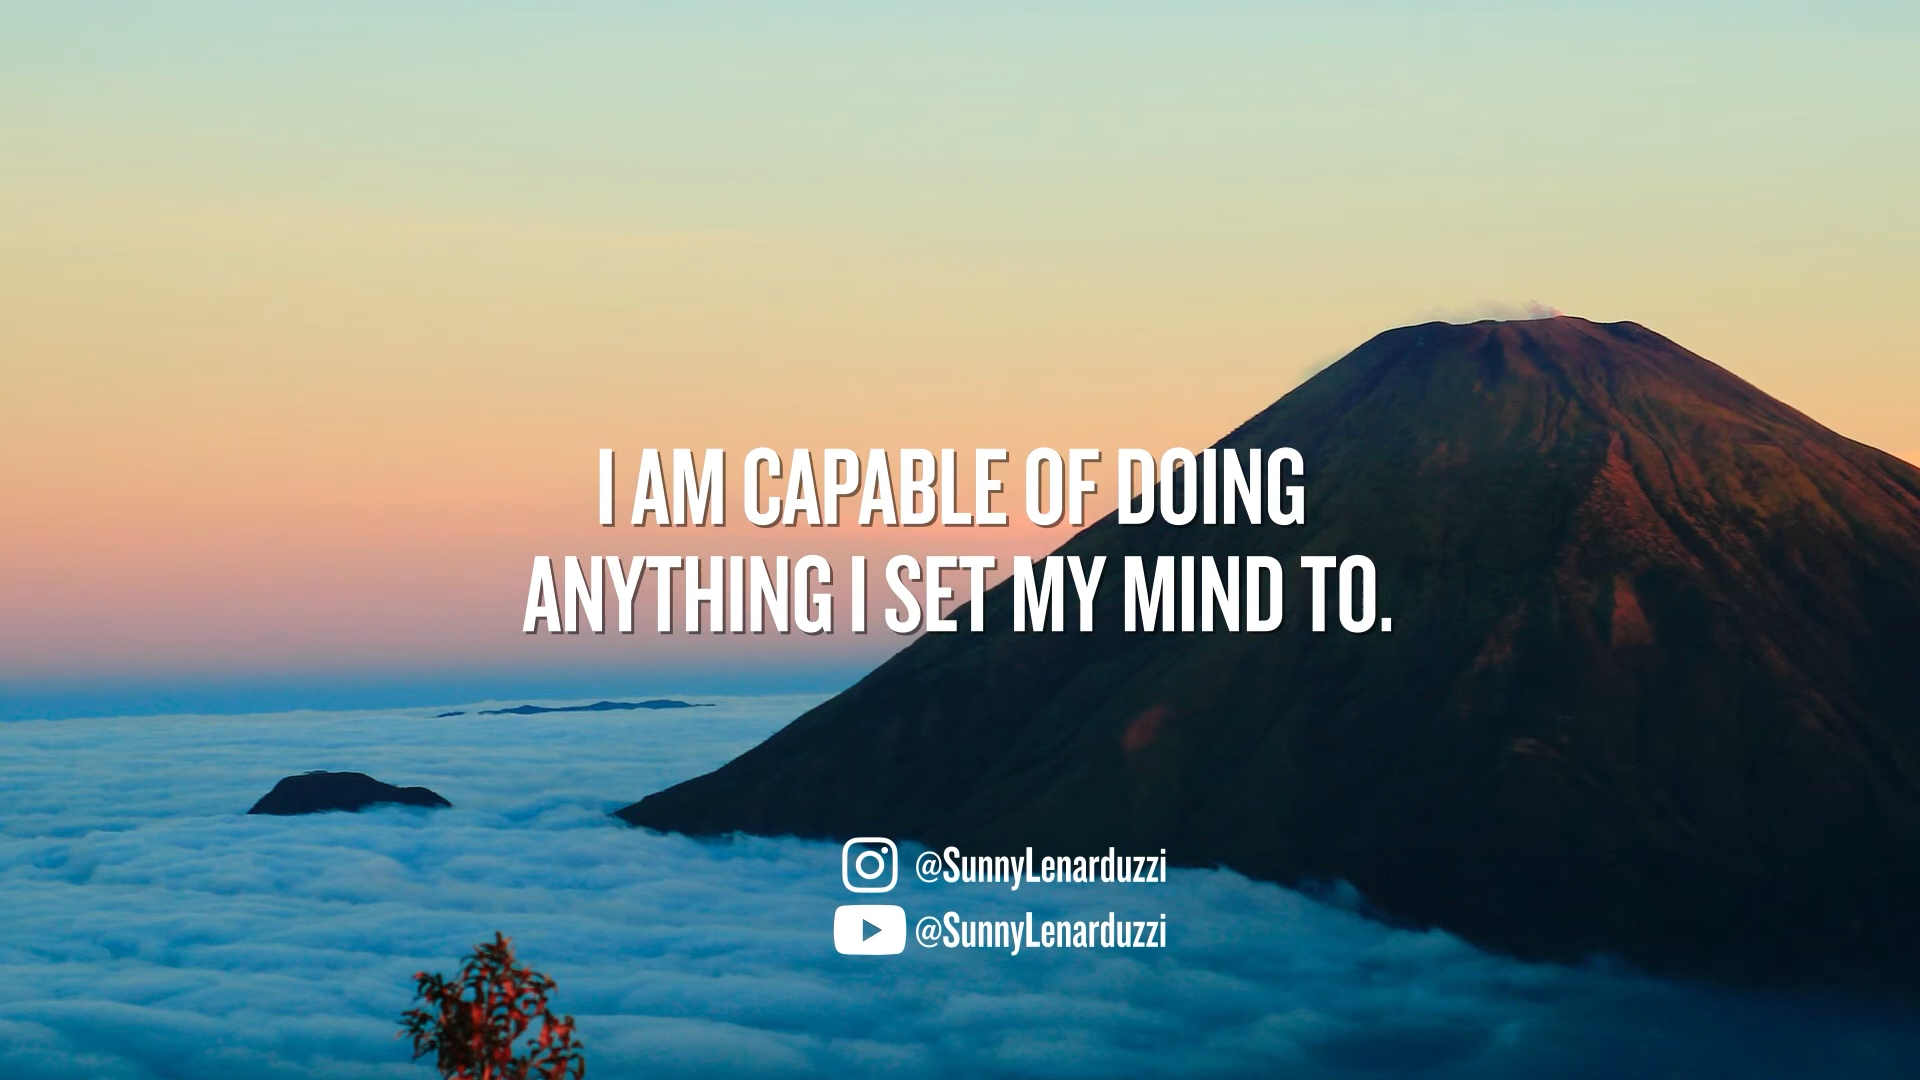 I AM CAPABLE OF DOING
ANYTHING I SET MY MIND TO.
@SunnyLenarduzzi
@SunnyLenarduzzi